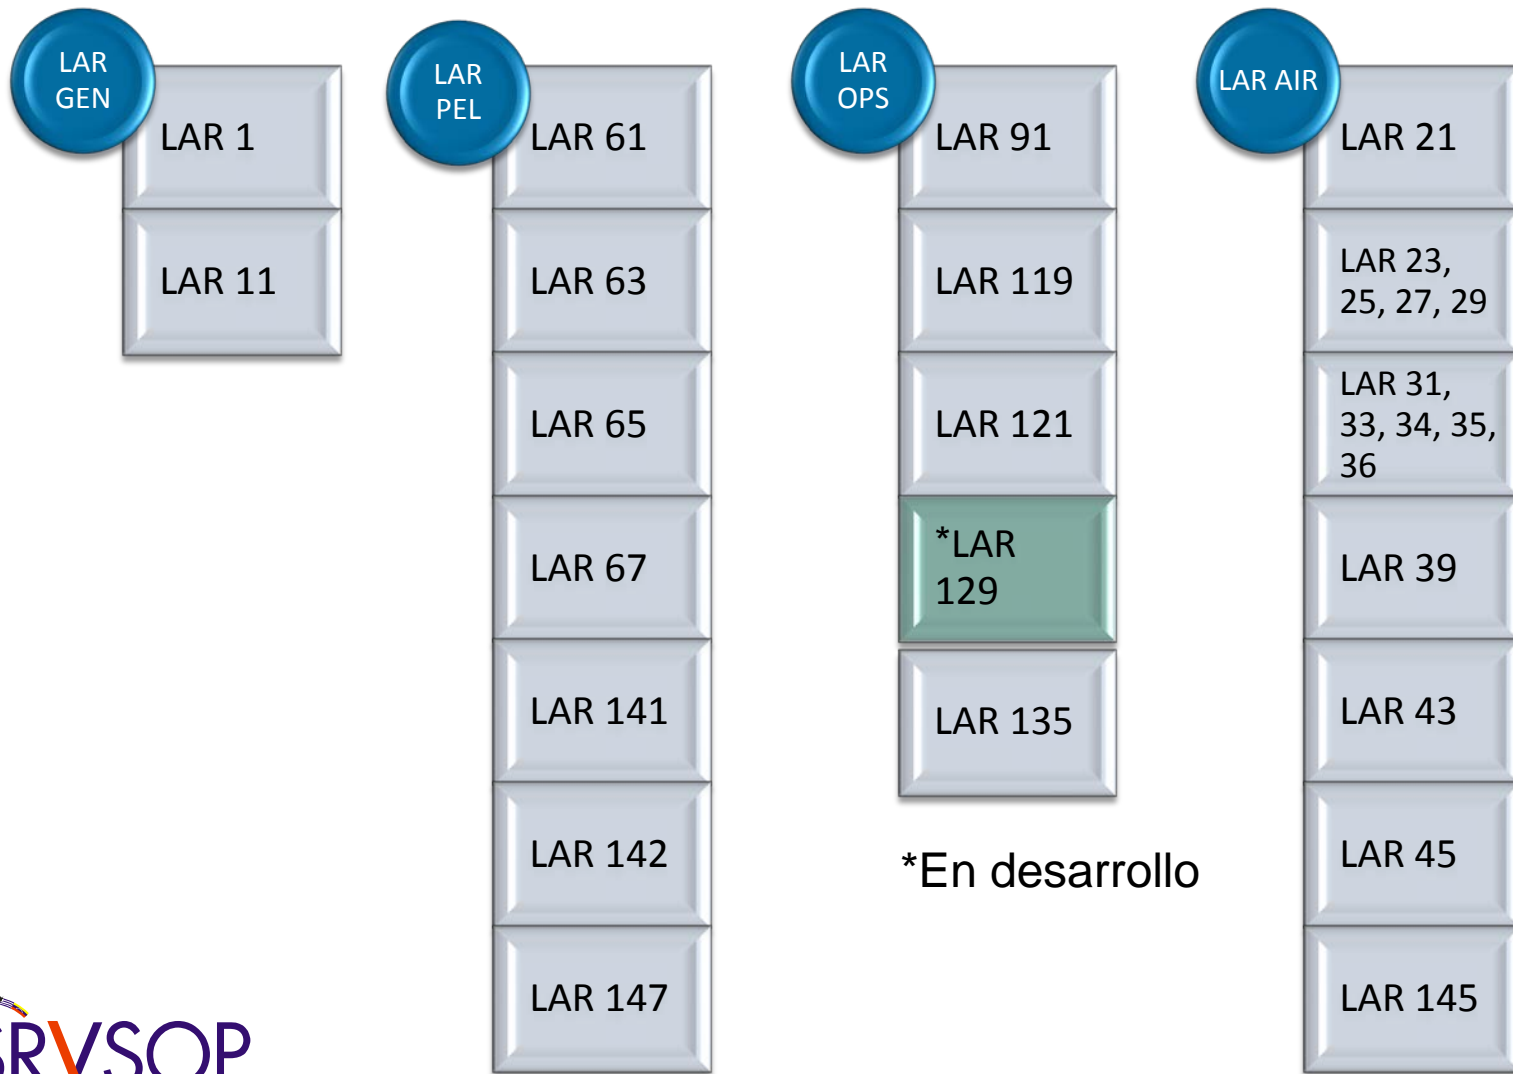 LAR
GEN
LAR 1
LAR 11
LAR
PEL
LAR 61
LAR 63
LAR 65
LAR 67
LAR 141
LAR 142
LAR 147
LAR
OPS
LAR 91
LAR 119
LAR 121
*LAR
129
LAR 135
*En desarrollo
LAR AIR
LAR 21
LAR 23,
25, 27, 29
LAR 31,
33, 34, 35,
36
LAR 39
LAR 43
LAR 45
LAR 145
SRVSOP